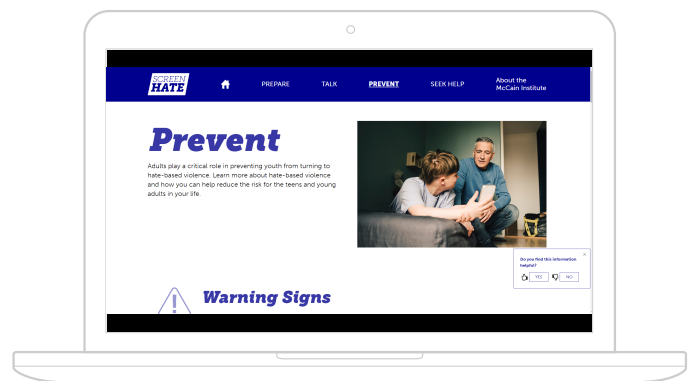 SCREEN
HATE
PREPARE
TALK
PREVENT
SEEK HELP
About the
McCain Institute
Prevent
Adults play a critical role in preventing youth from turning to
hate-based violence. Learn more about hate-based violence
and how you can help reduce the risk for the teens and young
adults in your life.
Do you find this information
helpful?
YES
NO
Warning Signs